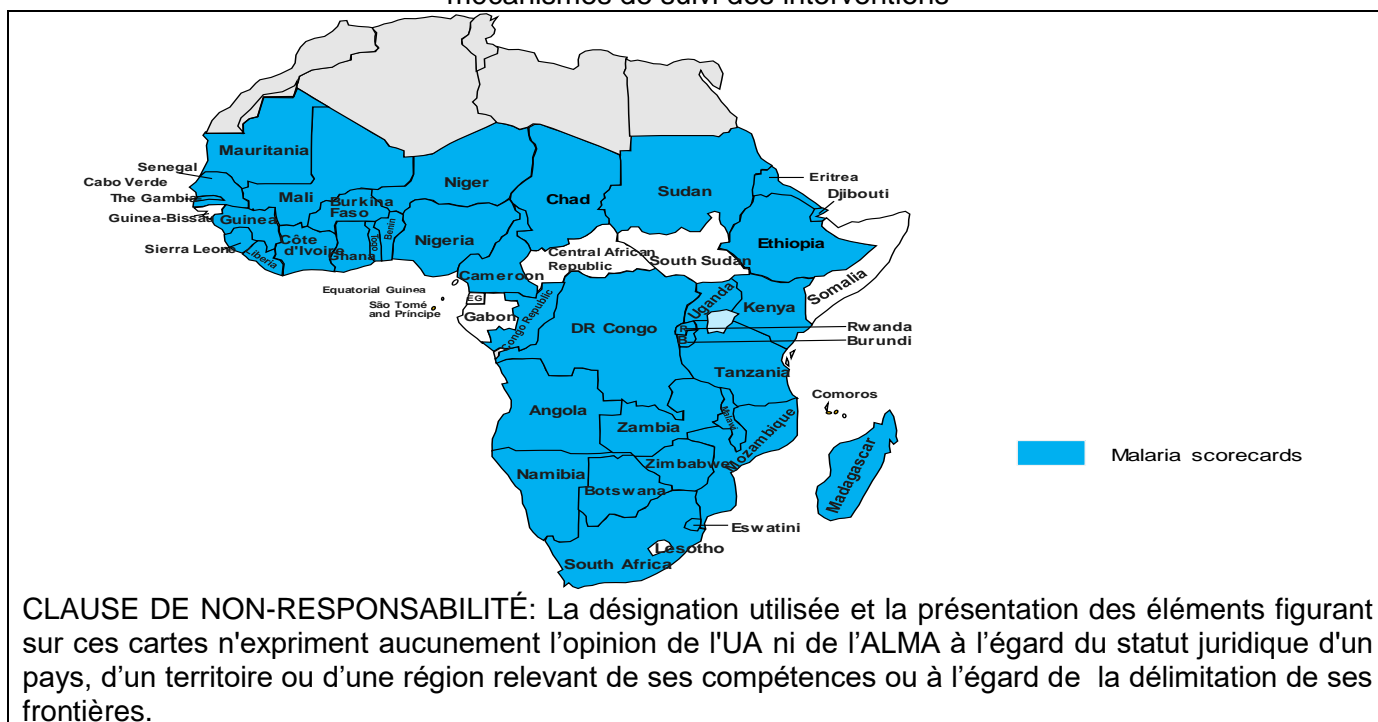 mécanismes de suivi des interventions
Mauritania
Senegal
Cabo Verde
The Gambia
Guinea-Bissau
Guinea
Sierra Leone
Liberia
Mali
Burkina
Faso
Côte
d'Ivoire
Ghana
Togo
Benin
Niger
Nigeria
Chad
Sudan
Eritrea
Djibouti
Ethiopia
Central African
Republic
South Sudan
Somalia
Cameroon
Equatorial Guinea
EG
São Tomé
and Príncipe
Gabon
Congo Republic
DR Congo
Uganda
Kenya
R
B
Rwanda
Burundi
Tanzania
Comoros
Angola
Zambia
Malawi
Mozambique
Madagascar
Malaria scorecards
Zimbabwe
Namibia
Botswana
Eswatini
Lesotho
South Africa
CLAUSE DE NON-RESPONSABILITÉ: La désignation utilisée et la présentation des éléments figurant
sur ces cartes n'expriment aucunement l’opinion de l'UA ni de l’ALMA à l’égard du statut juridique d'un
pays, d’un territoire ou d’une région relevant de ses compétences ou à l’égard de la délimitation de ses
frontières.